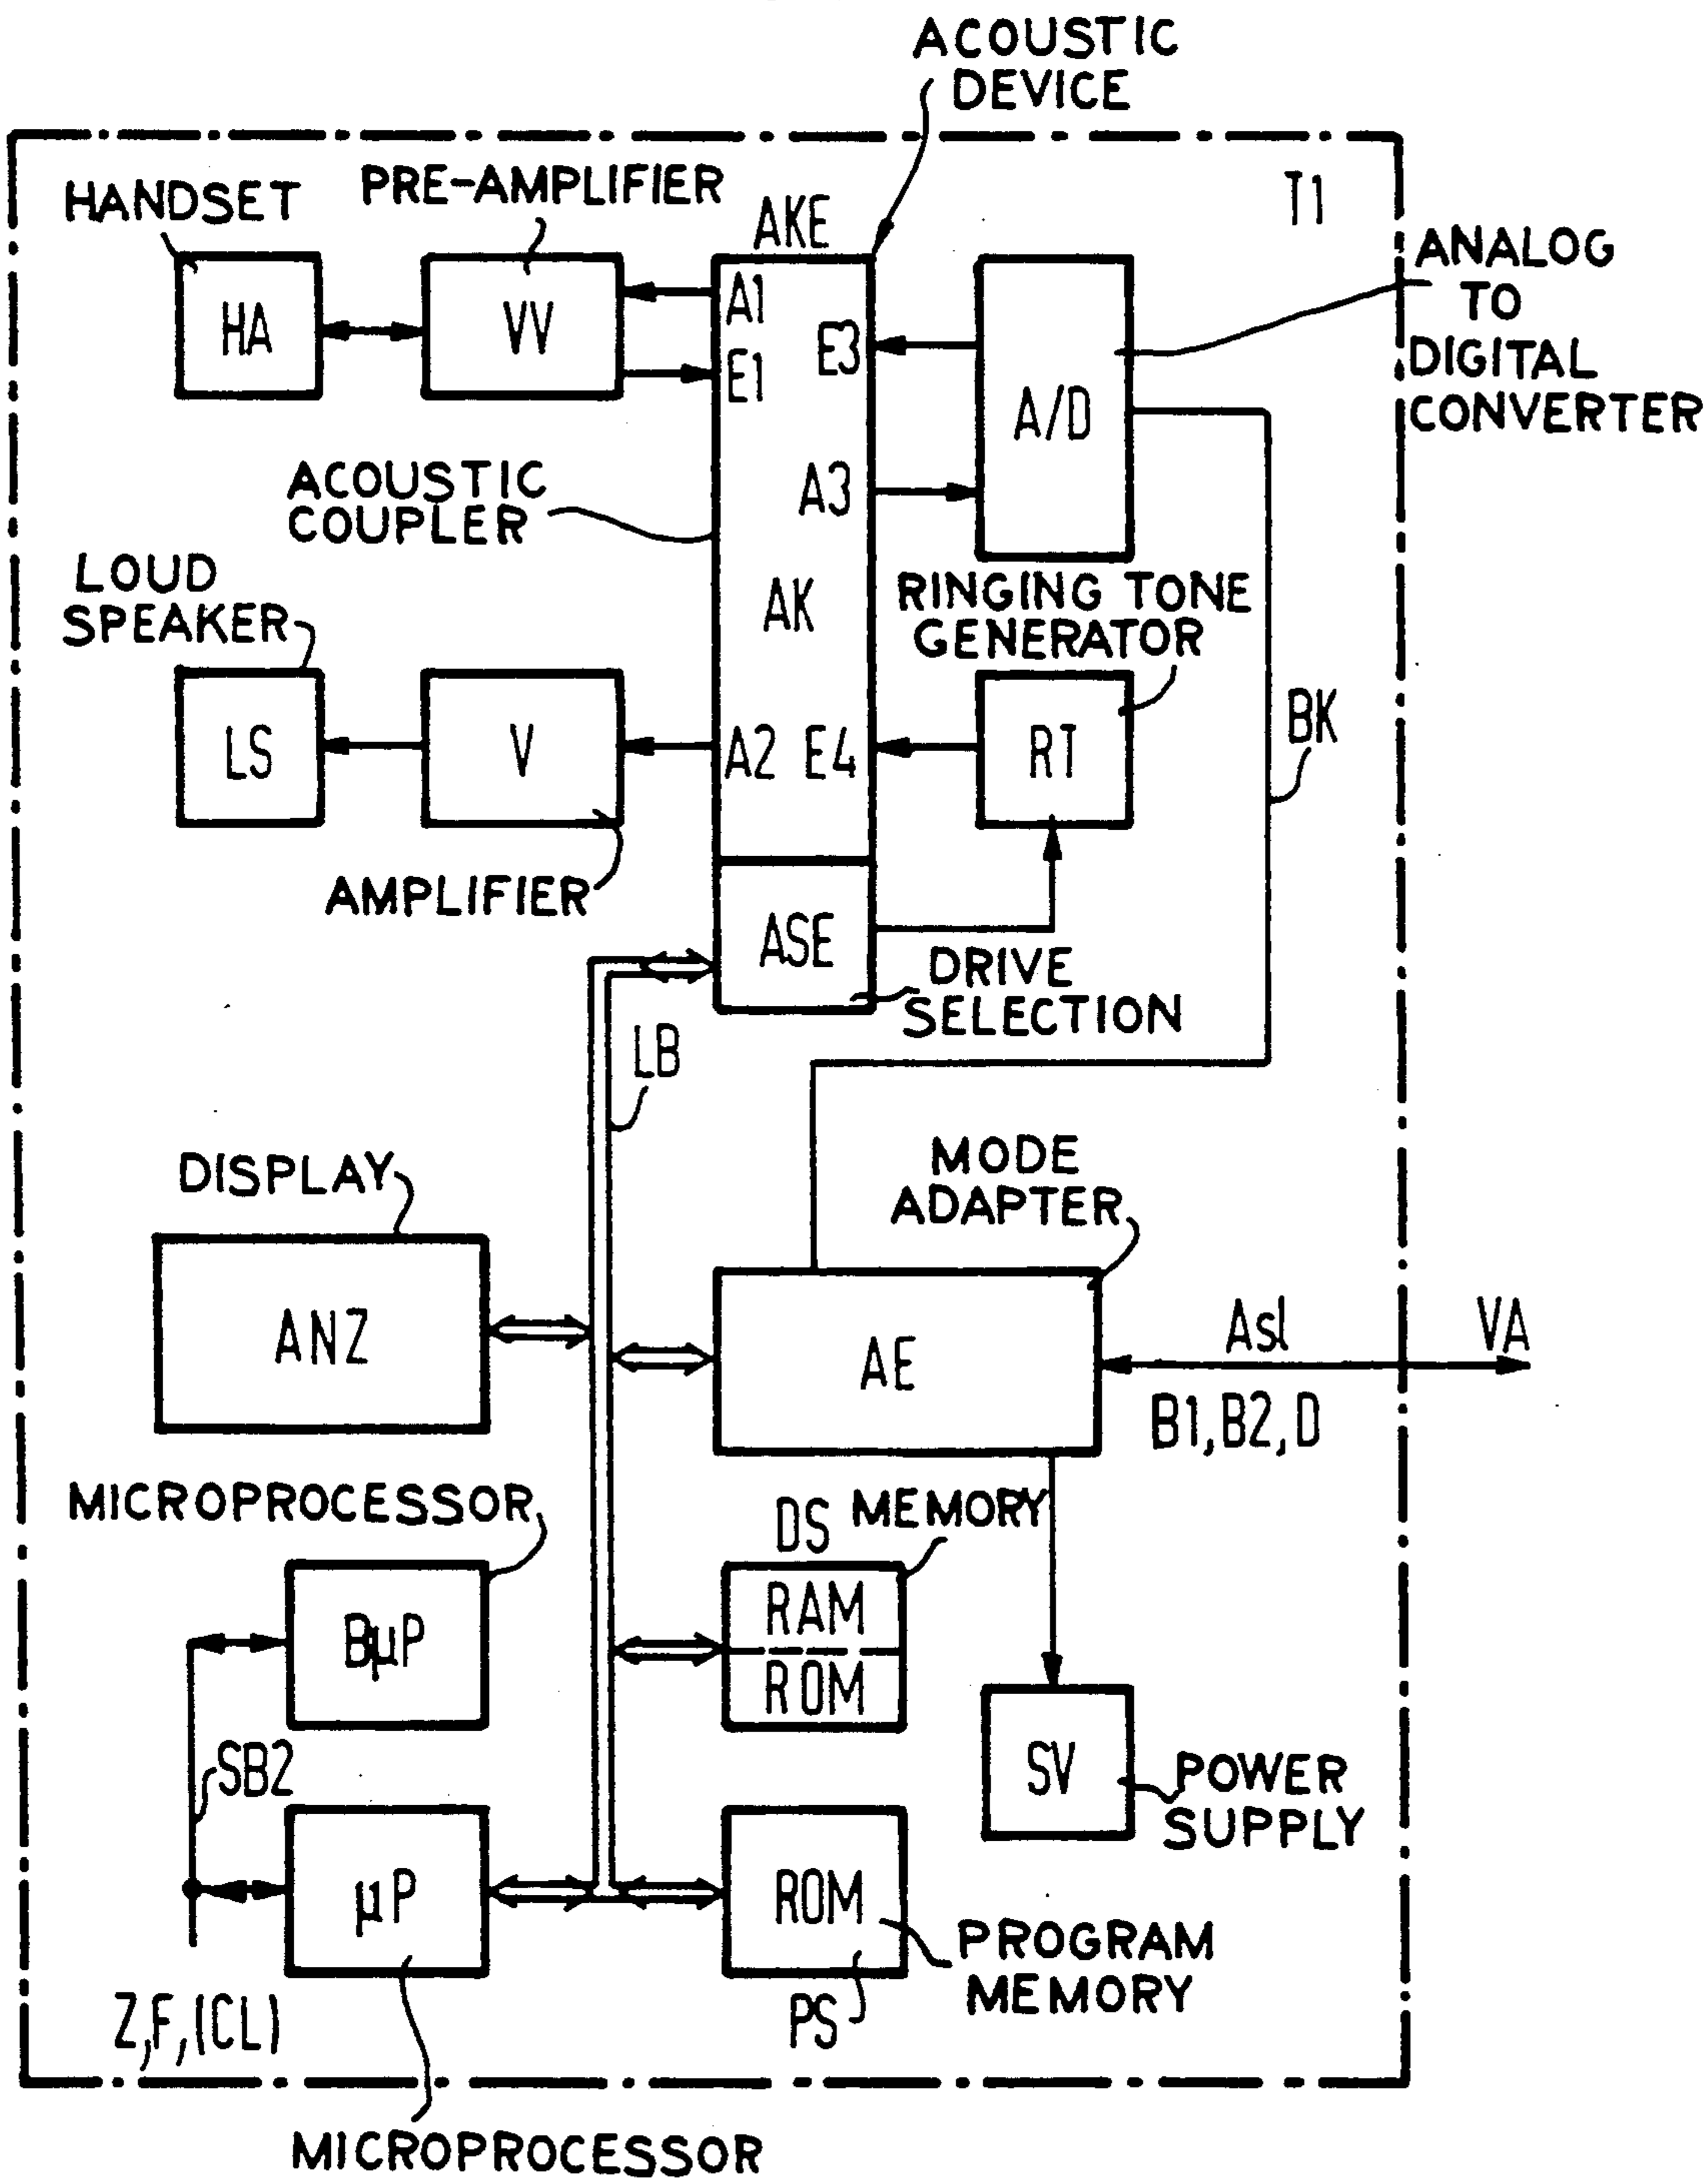 ACOUSTIC
DEVICE
HANDSET
PRE-AMPLIFIER
AKE
T1
ANALOG
TO
DIGITAL
CONVERTER
HA
VV
A1
E1
E3
A/D
A3
ACOUSTIC
COUPLER
AK
LOUD
SPEAKER
RINGING TONE
GENERATOR
LS
V
A2
E4
RT
BK
AMPLIFIER
ASE
DRIVE
SELECTION
LB
DISPLAY
MODE
ADAPTER
ANZ
AE
Asl
VA
B1, B2, D
MICROPROCESSOR
DS
MEMORY
BµP
RAM
ROM
SB2
SV
POWER
SUPPLY
µP
ROM
PROGRAM
MEMORY
PS
Z,F,(CL)
MICROPROCESSOR